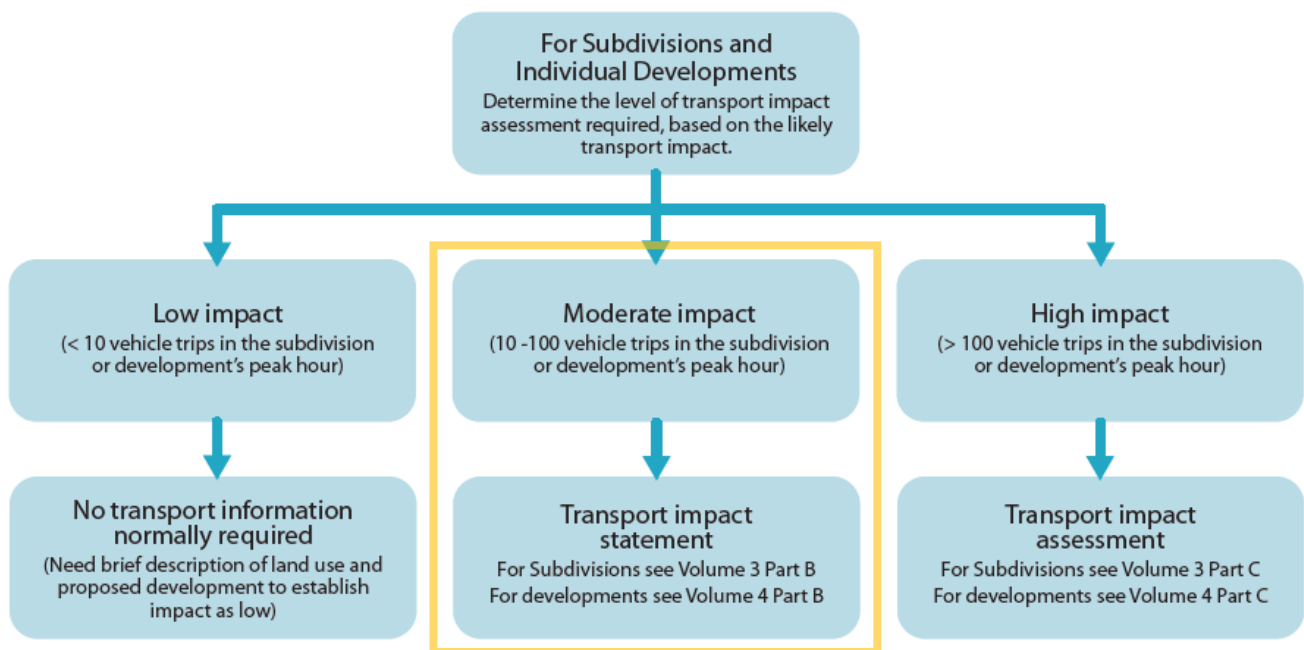 For Subdivisions and
Individual Developments
Determine the level of transport impact
assessment required, based on the likely
transport impact.
Low impact
(< 10 vehicle trips in the subdivision
or development's peak hour)
Moderate impact
(10 -100 vehicle trips in the subdivision
or development's peak hour)
High impact
(> 100 vehicle trips in the subdivision
or development's peak hour)
No transport information
normally required
(Need brief description of land use and
proposed development to establish
impact as low)
Transport impact
statement
For Subdivisions see Volume 3 Part B
For developments see Volume 4 Part B
Transport impact
assessment
For Subdivisions see Volume 3 Part C
For developments see Volume 4 Part C